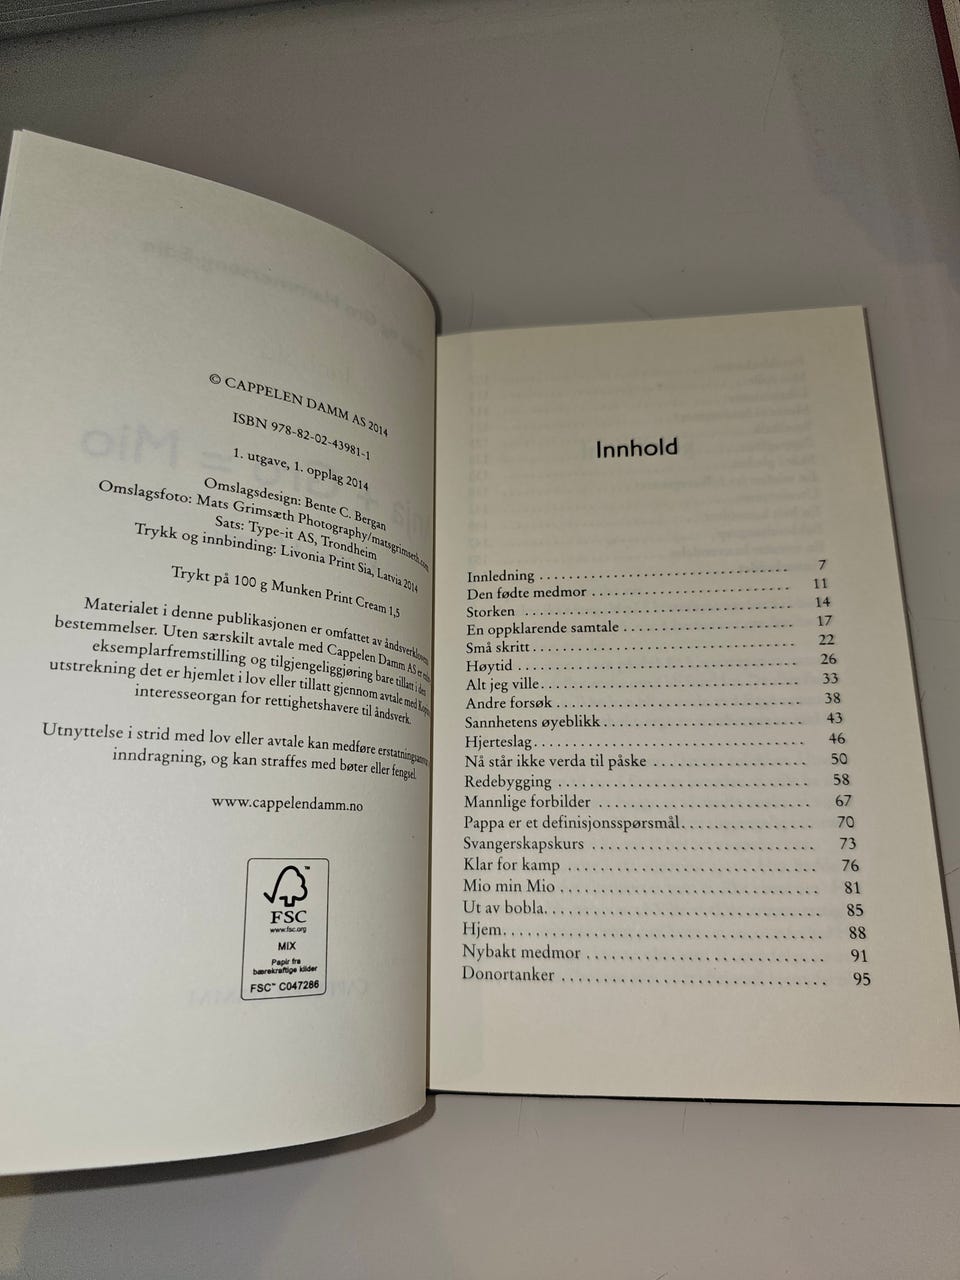 © CAPPELEN DAMM AS 2014
ISBN 978-82-02-43981-1
1. utgave, 1. opplag 2014
Omslagsdesign: Bente C. Bergan
Omslagsfoto: Mats Grimsæth Photography/matsgrimseth.com
Sats: Type-it AS, Trondheim
Trykk og innbinding: Livonia Print Sia, Latvia 2014
Trykt på 100 g Munken Print Cream 1,5
Materialet i denne publikasjonen er omfattet av åndsverklovens
bestemmelser. Uten særskilt avtale med Cappelen Damm AS er
eksemplarfremstilling og tilgjengeliggjøring bare tillatt i den
utstrekning det er hjemlet i lov eller tillatt gjennom avtale med
interesseorgan for rettighetshavere til åndsverk.
Utnyttelse i strid med lov eller avtale kan medføre
inndragning, og kan straffes med bøter eller fengsel.
www.cappelendamm.no
FSC
www.fsc.org
MIX
Papir fra
bærekraftige kilder
FSC™ C047286
Innhold
Innledning 7
Den fødte medmor 11
Storken 14
En oppklarende samtale 17
Små skritt 22
Høytid 26
Alt jeg ville 33
Andre forsøk 38
Sannhetens øyeblikk 43
Hjerteslag 46
Nå står ikke verda til påske 50
Redebygging 58
Mannlige forbilder 67
Pappa er et definisjonsspørsmål 70
Svangerskapskurs 73
Klar for kamp 76
Mio min Mio 81
Ut av bobla 85
Hjem 88
Nybakt medmor 91
Donortanker 95